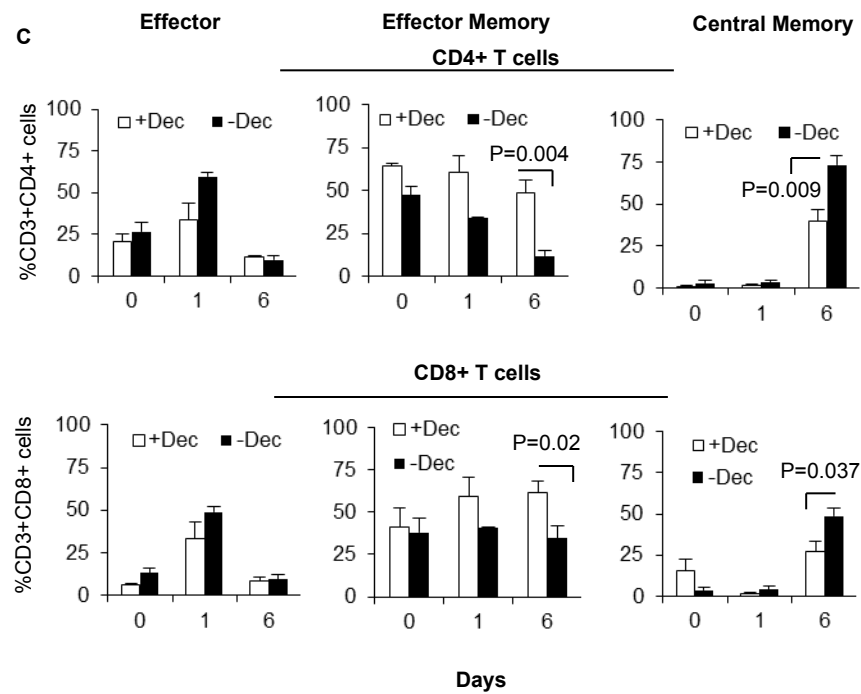 C
Effector
Effector Memory
Central Memory
CD4+ T cells
%CD3+CD4+ cells
100
75
50
25
0
+Dec -Dec
0 1 6
100
75
50
25
0
+Dec -Dec
P=0.004
0 1 6
100
75
50
25
0
+Dec -Dec
P=0.009
0 1 6
CD8+ T cells
%CD3+CD8+ cells
100
75
50
25
0
+Dec -Dec
0 1 6
100
75
50
25
0
+Dec
-Dec
P=0.02
0 1 6
100
75
50
25
0
+Dec
-Dec
P=0.037
0 1 6
Days